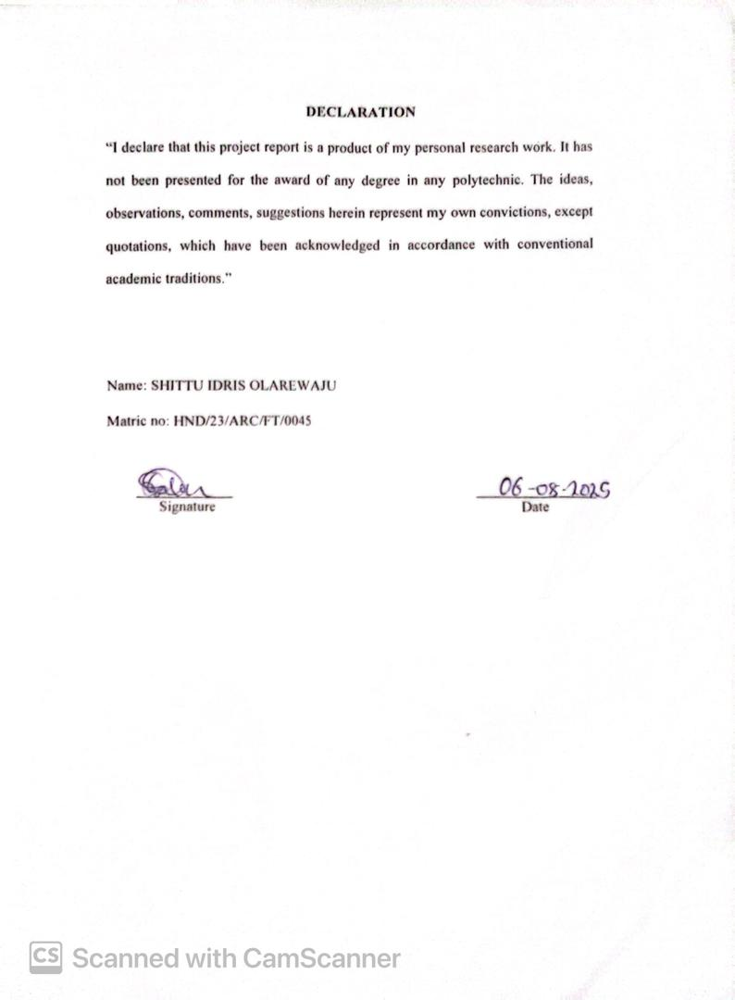 DECLARATION
“I declare that this project report is a product of my personal research work. It has
not been presented for the award of any degree in any polytechnic. The ideas,
observations, comments, suggestions herein represent my own convictions, except
quotations, which have been acknowledged in accordance with conventional
academic traditions.”
Name: SHITTU IDRIS OLAREWAJU
Matric no: HND/23/ARC/FT/0045
06-08-2025
Signature Date
CS Scanned with CamScanner